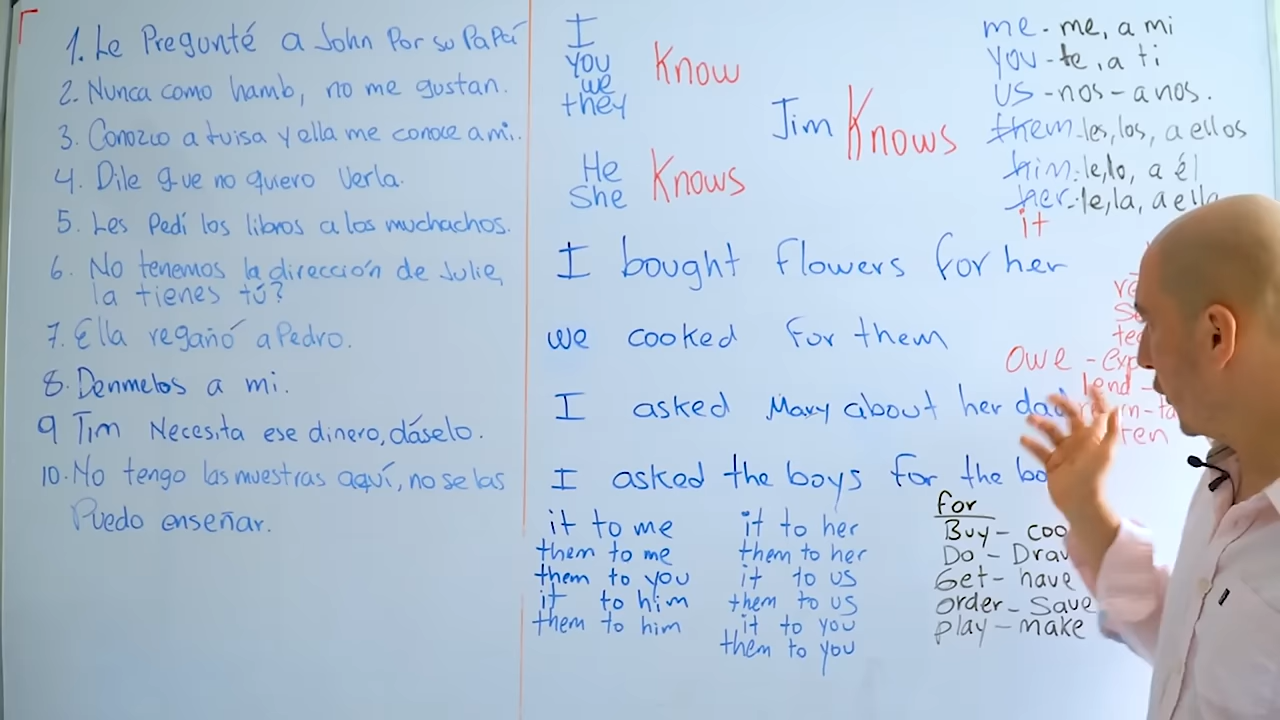 1. Le Pregunté a John Por su Papá
2. Nunca como hamb, no me gustan.
3. Conozco a Luisa y ella me conoce a mi.
4. Dile que no quiero verla.
5. Les Pedí los libros a los muchachos.
6. No tenemos la dirección de Julie,
la tienes tú?
7. Ella regañó a Pedro.
8. Denmelos a mi.
9 Tim Necesita ese dinero, dáselo.
10. No tengo las muestras aquí, no se las
Puedo enseñar.
I
you
we
they
Know
He
She
Knows
Jim Knows
me - me, a mi
you - te, a ti
us - nos - a nos.
them - les, los, a ellos
him - le, lo, a él
her - le, la, a ella
it
I bought flowers for her
we cooked for them
I asked Mary about her dad
I asked the boys for the
owe -
lend -
it to me
them to me
them to you
it to him
them to him
it to her
them to her
it to us
them to us
it to you
them to you
for
Buy -
Do -
Get - have
order - Save
play - make